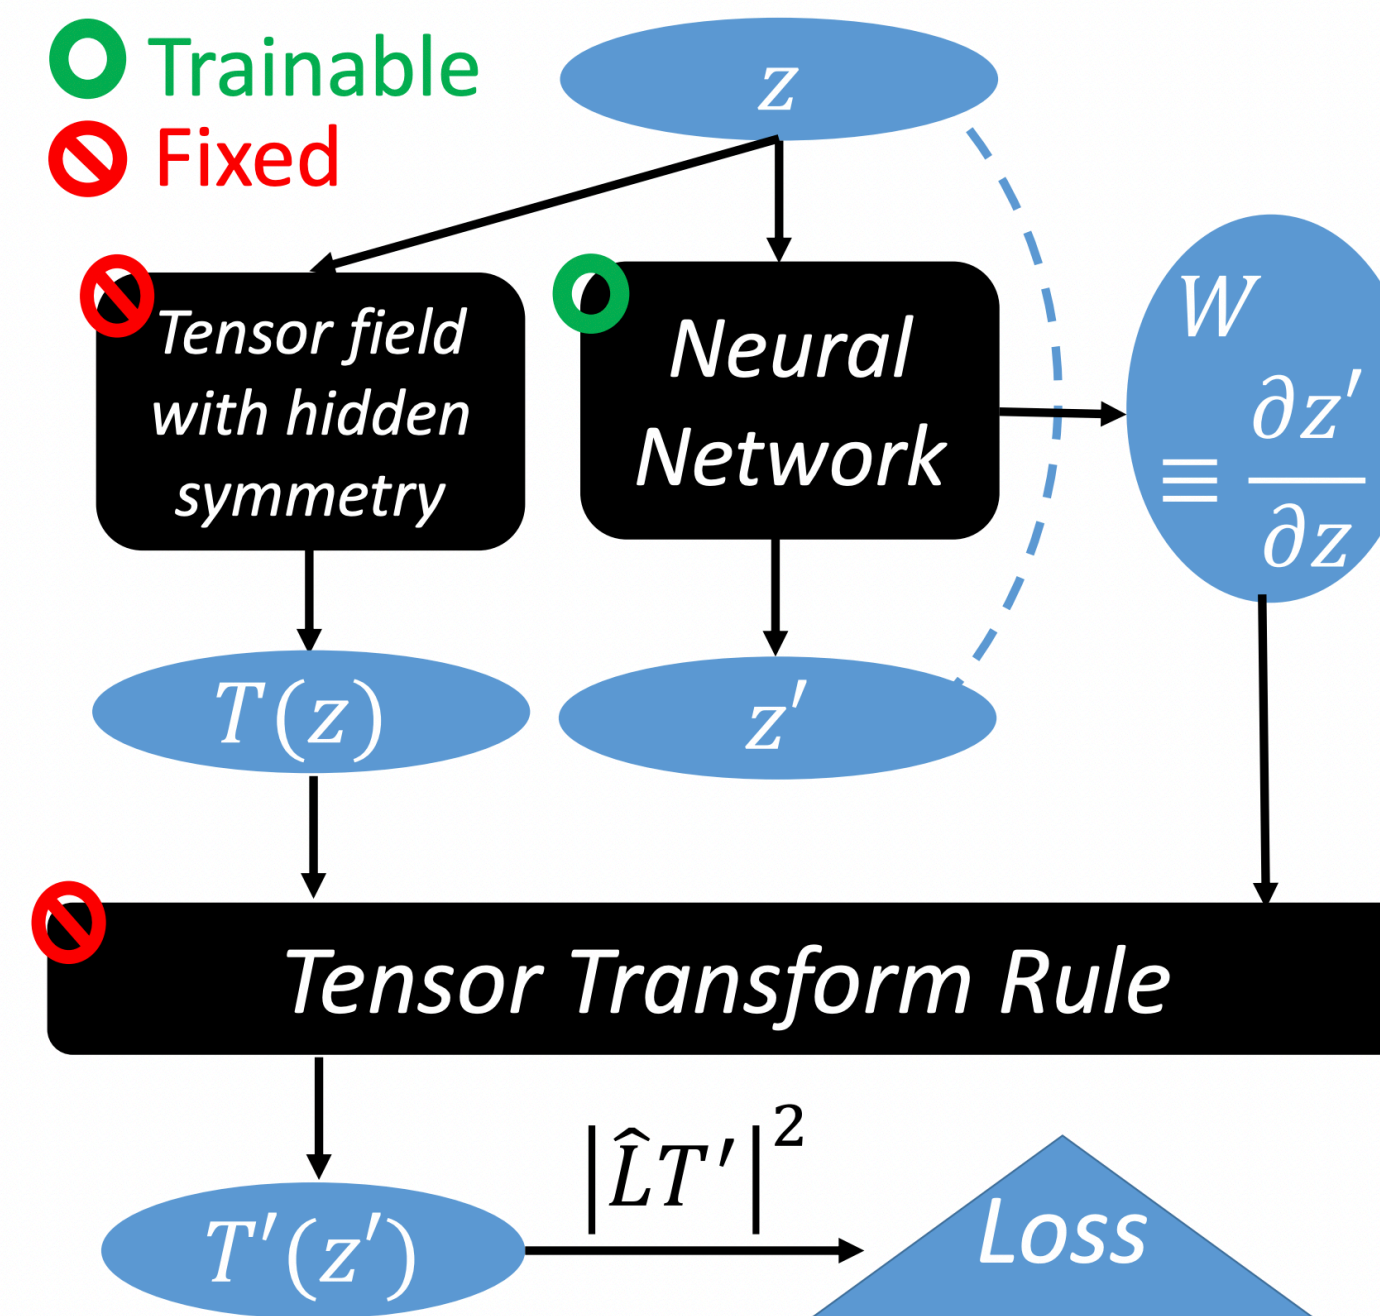 Trainable
Fixed
z
Tensor field
with hidden
symmetry
Neural
Network
W
≡ ∂z′/∂z
T(z)
z′
Tensor Transform Rule
T′(z′)
|L̂T′|²
Loss